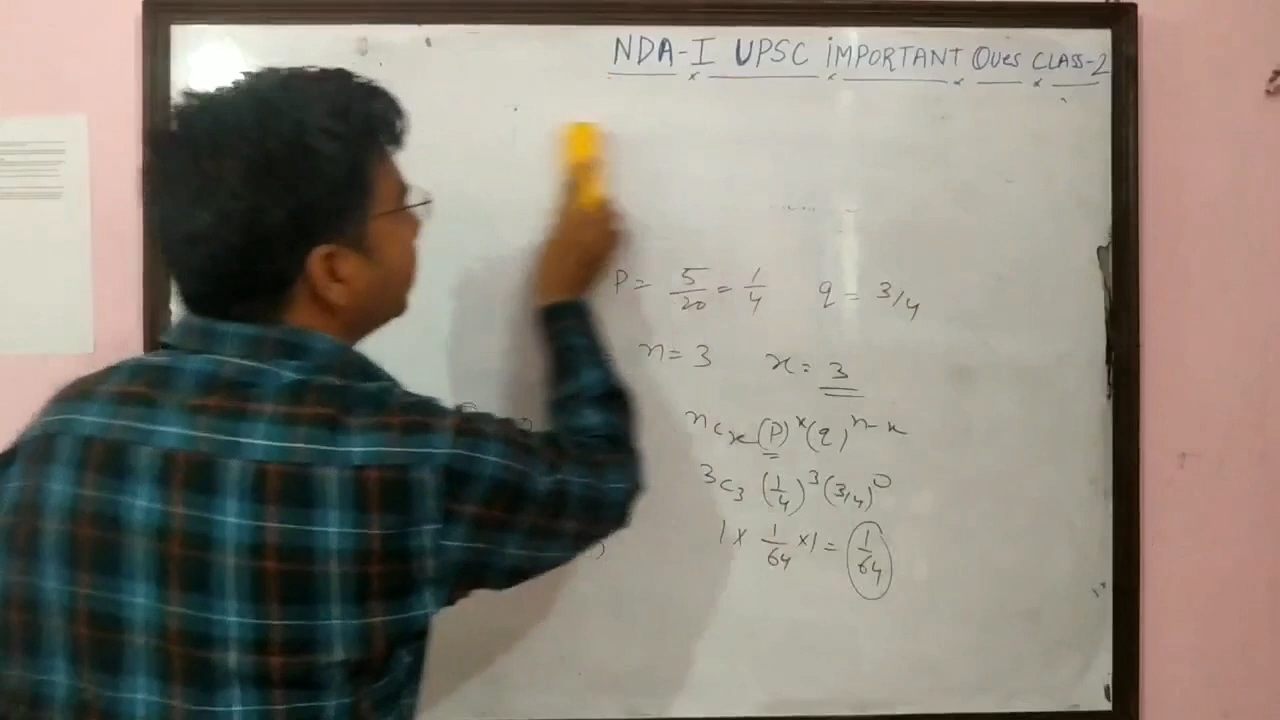 NDA-I UPSC IMPORTANT QUES CLASS-2
P = 5/20 = 1/4 q = 3/4
n = 3 x = 3
nCx (P)^x (q)^n-x
3C3 (1/4)^3 (3/4)^0
1 x 1/64 x 1 = 1/64